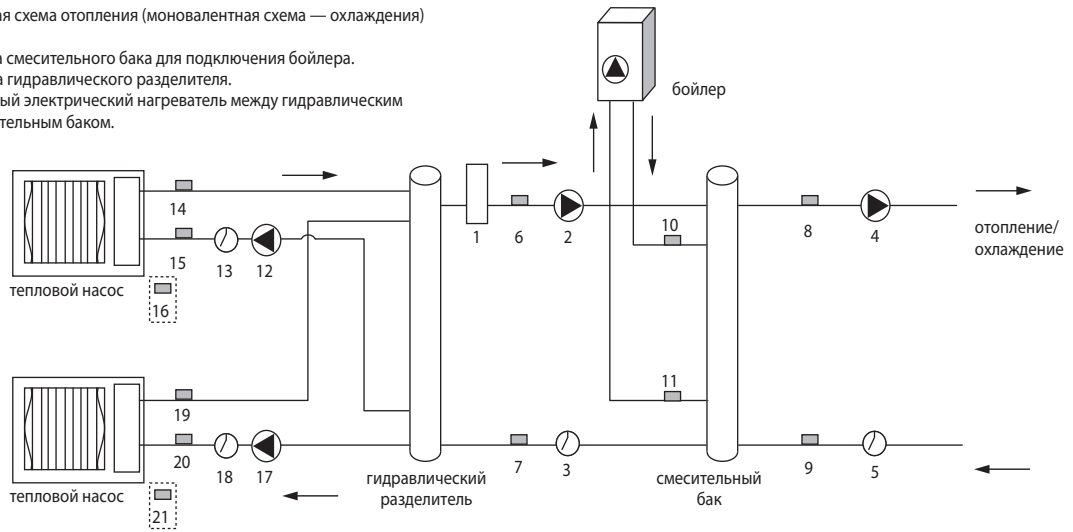 ая схема отопления (моновалентная схема — охлаждения)
а смесительного бака для подключения бойлера.
а гидравлического разделителя.
ый электрический нагреватель между гидравлическим
тельным баком.
бойлер
14
1
6
2
10
8
4
отопление/
охлаждение
15
13
12
тепловой насос
16
11
19
20
18
17
7
3
9
5
гидравлический
разделитель
смесительный
бак
тепловой насос
21